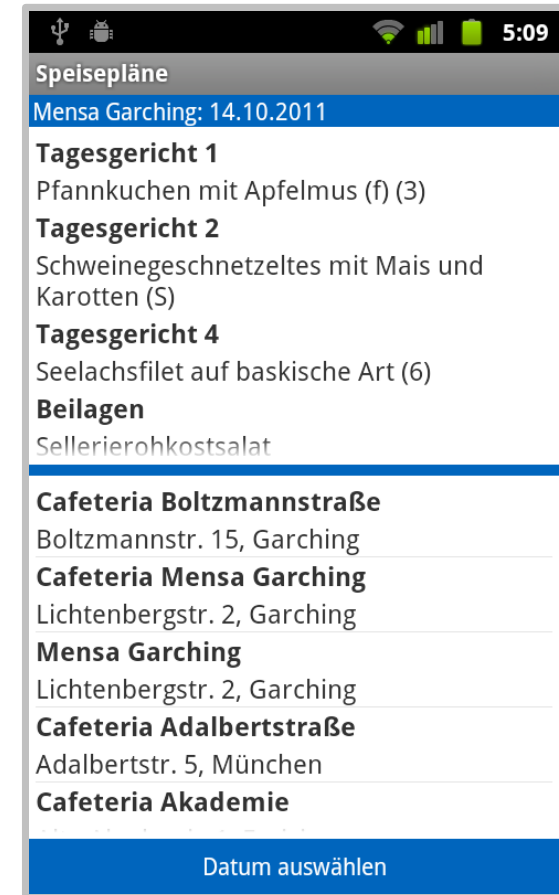 5:09
Speisepläne
Mensa Garching: 14.10.2011
Tagesgericht 1
Pfannkuchen mit Apfelmus (f) (3)
Tagesgericht 2
Schweinegeschnetzeltes mit Mais und
Karotten (S)
Tagesgericht 4
Seelachsfilet auf baskische Art (6)
Beilagen
Sellerierohkostsalat
Cafeteria Boltzmannstraße
Boltzmannstr. 15, Garching
Cafeteria Mensa Garching
Lichtenbergstr. 2, Garching
Mensa Garching
Lichtenbergstr. 2, Garching
Cafeteria Adalbertstraße
Adalbertstr. 5, München
Cafeteria Akademie
Datum auswählen